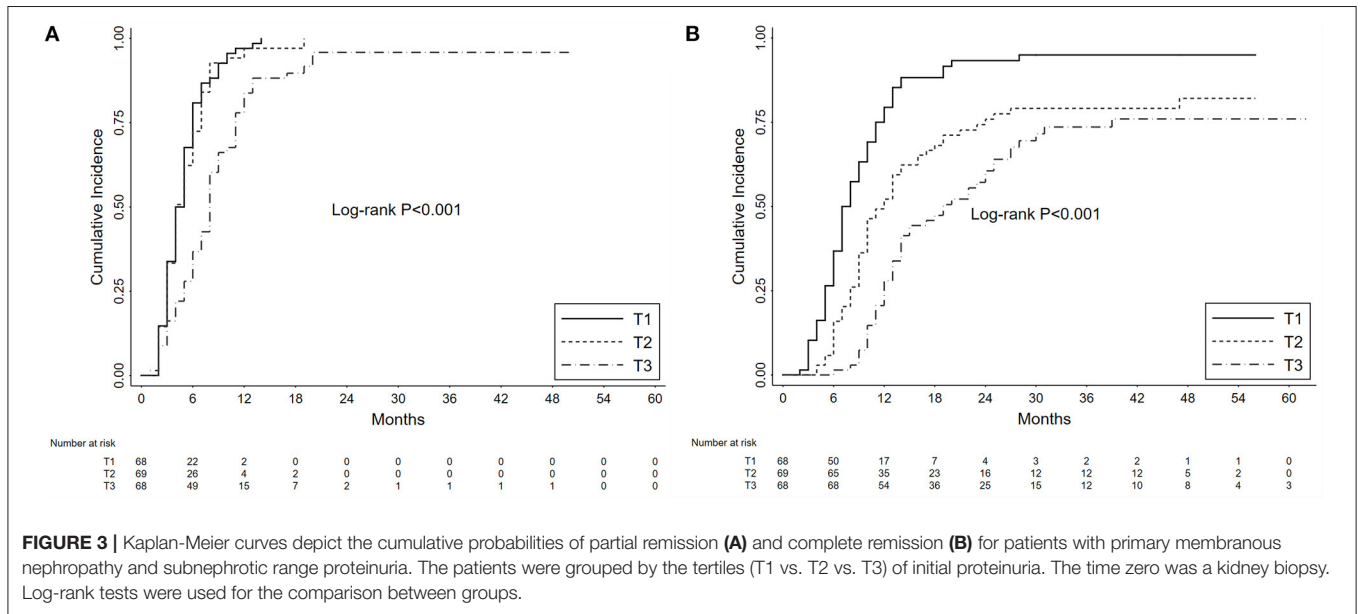 A
Cumulative Incidence
1.00
0.75
0.50
0.25
0.00
Log-rank P<0.001
T1
T2
T3
0 6 12 18 24 30 36 42 48 54 60
Months
Number at risk
T1 68 22 2 0 0 0 0 0 0 0 0
T2 69 26 4 2 0 0 0 0 0 0 0
T3 68 49 15 7 2 1 1 1 1 0 0
B
Cumulative Incidence
1.00
0.75
0.50
0.25
0.00
Log-rank P<0.001
T1
T2
T3
0 6 12 18 24 30 36 42 48 54 60
Months
Number at risk
T1 68 50 17 7 4 3 2 2 1 1 0
T2 69 65 35 23 16 12 12 12 5 2 0
T3 68 68 54 36 25 15 12 10 8 4 3
FIGURE 3 | Kaplan-Meier curves depict the cumulative probabilities of partial remission (A) and complete remission (B) for patients with primary membranous
nephropathy and subnephrotic range proteinuria. The patients were grouped by the tertiles (T1 vs. T2 vs. T3) of initial proteinuria. The time zero was a kidney biopsy.
Log-rank tests were used for the comparison between groups.